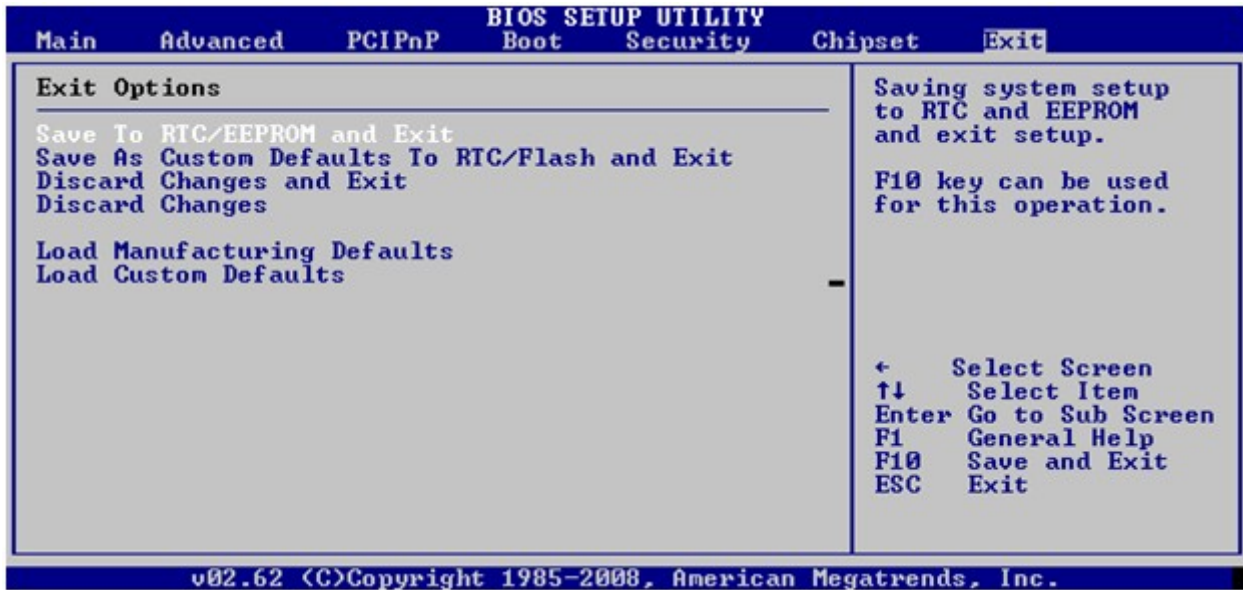 BIOS SETUP UTILITY
Main Advanced PCIPnP Boot Security Chipset Exit
Exit Options
Save To RTC/EEPROM and Exit
Save As Custom Defaults To RTC/Flash and Exit
Discard Changes and Exit
Discard Changes
Load Manufacturing Defaults
Load Custom Defaults
Saving system setup
to RTC and EEPROM
and exit setup.
F10 key can be used
for this operation.
← Select Screen
↑↓ Select Item
Enter Go to Sub Screen
F1 General Help
F10 Save and Exit
ESC Exit
v02.62 (C)Copyright 1985-2008, American Megatrends, Inc.